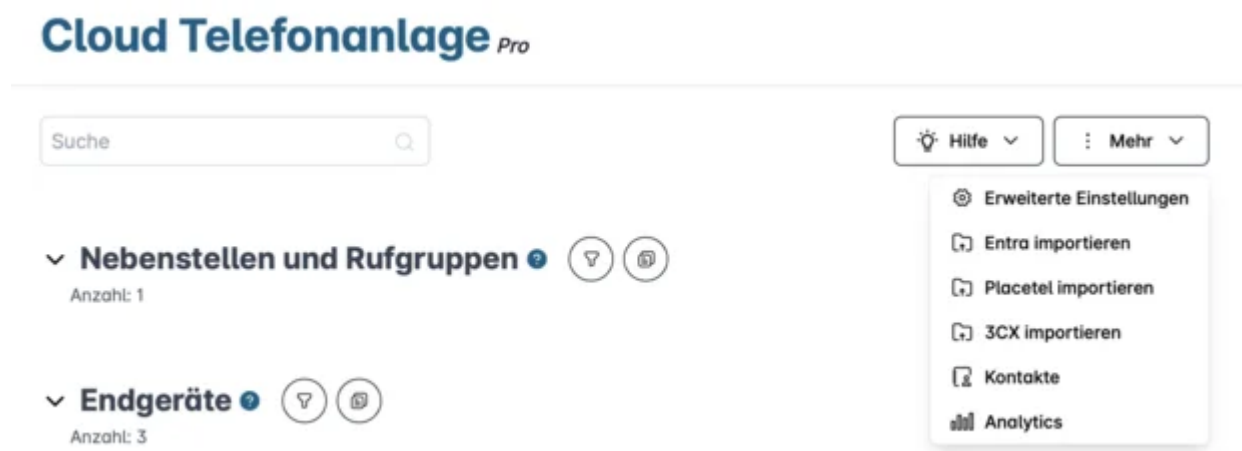 Cloud Telefonanlage Pro
Suche
Hilfe
Mehr
Erweiterte Einstellungen
Entra importieren
Placetel importieren
3CX importieren
Kontakte
Analytics
Nebenstellen und Rufgruppen ?
Anzahl: 1
Endgeräte ?
Anzahl: 3